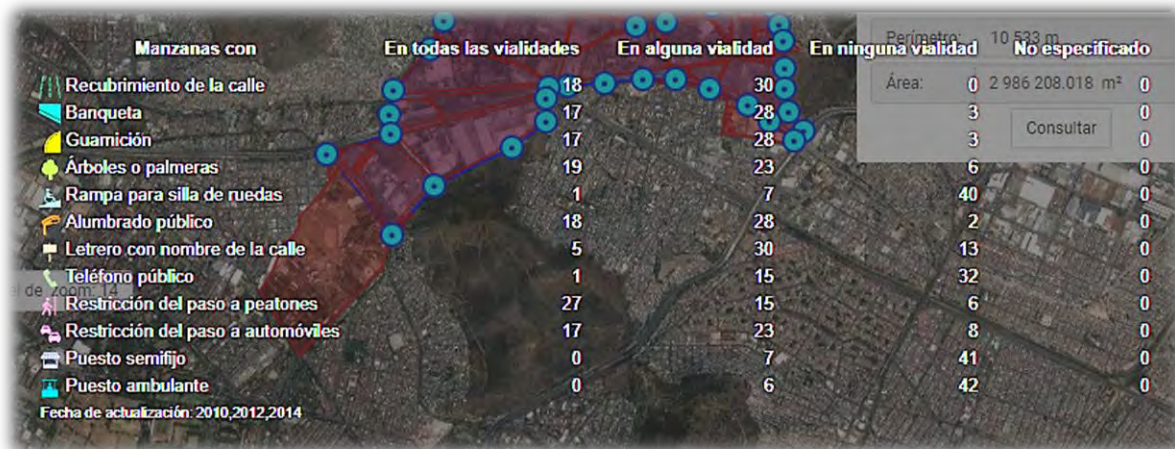 Manzanas con En todas las vialidades En alguna vialidad En ninguna vialidad No especificado
Perímetro: 10 533 m
Recubrimiento de la calle 18 30 0 0
Área: 2 986 208.018 m²
Banqueta 17 28 3 0
Consultar
Guarnición 17 28 3 0
Árboles o palmeras 19 23 6 0
Rampa para silla de ruedas 1 7 40 0
Alumbrado público 18 28 2 0
Letrero con nombre de la calle 5 30 13 0
Teléfono público 1 15 32 0
el de zoom: 14
Restricción del paso a peatones 27 15 6 0
Restricción del paso a automóviles 17 23 8 0
Puesto semifijo 0 7 41 0
Puesto ambulante 0 6 42 0
Fecha de actualización: 2010,2012,2014